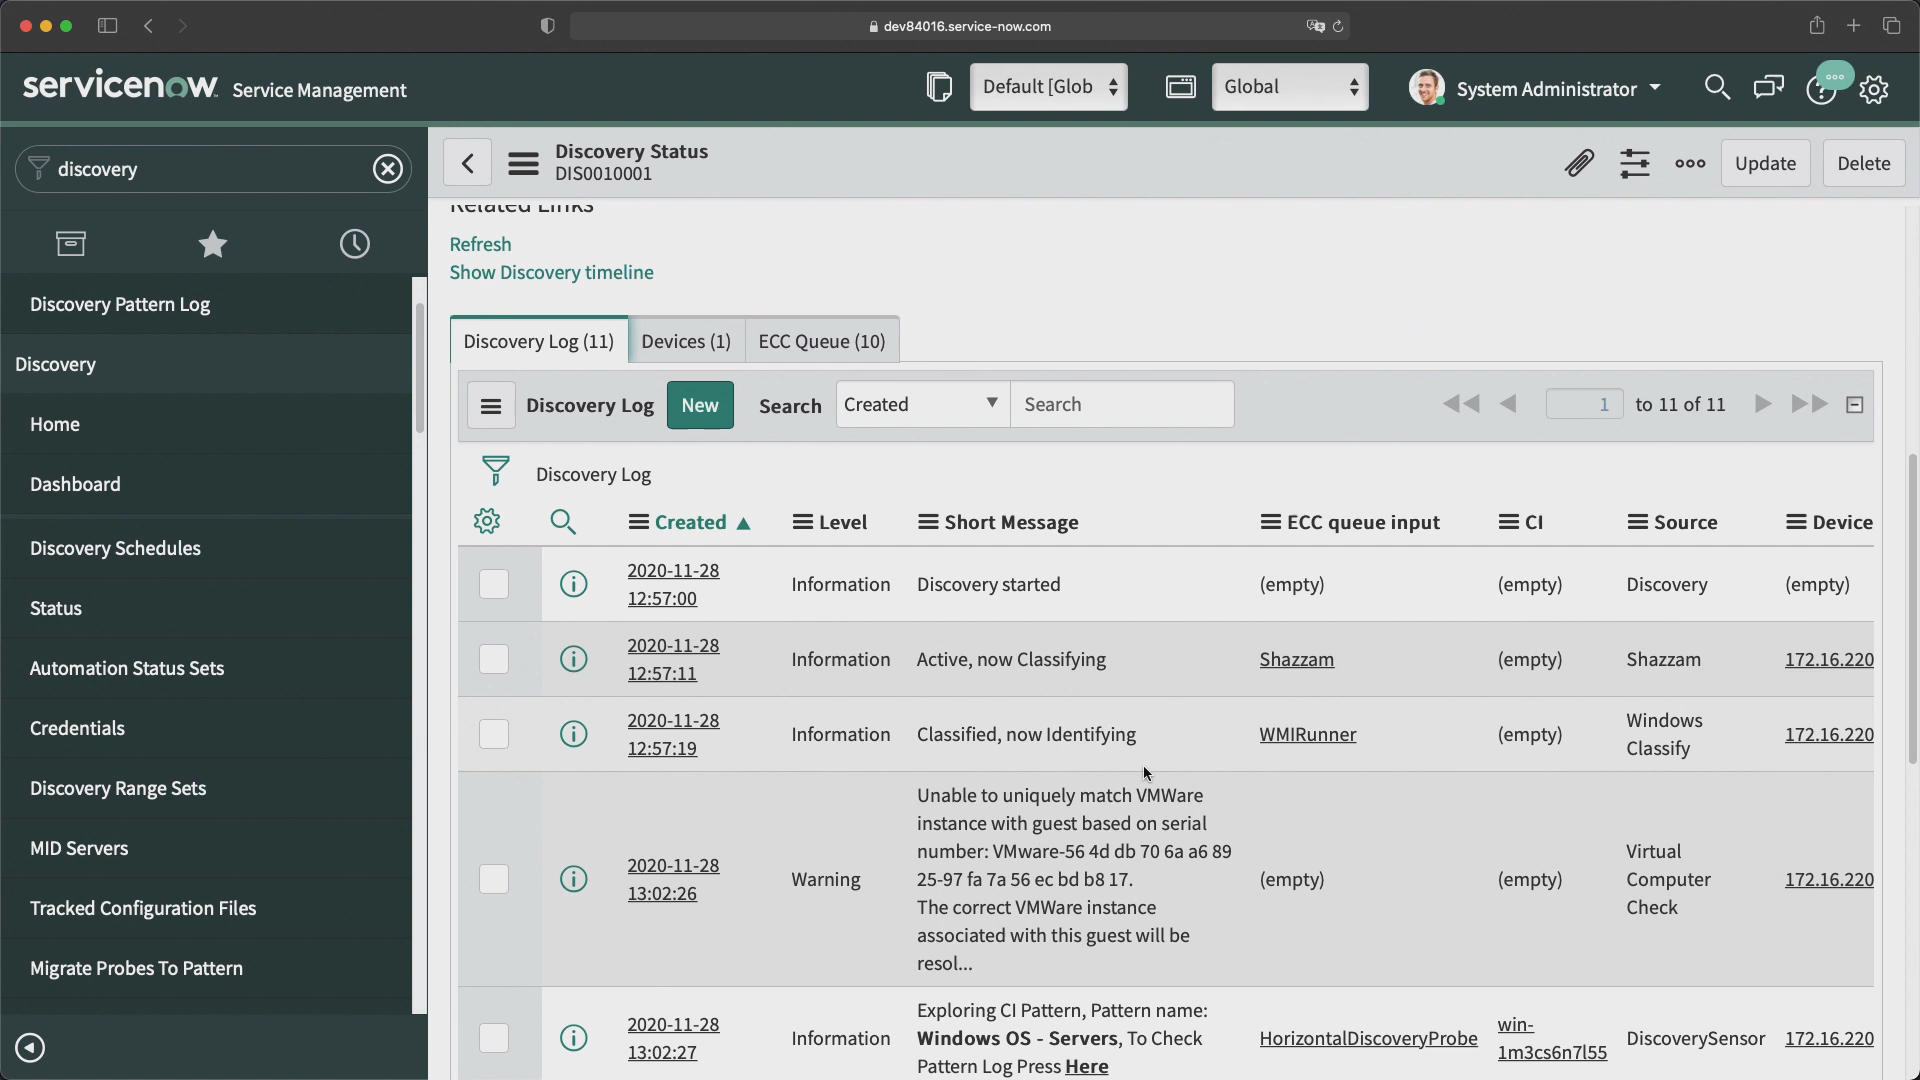 dev84016.service-now.com
servicenow Service Management
Default [Glob
Global
System Administrator
discovery
Discovery Status
DIS0010001
Update
Delete
Related Links
Refresh
Show Discovery timeline
Discovery Pattern Log
Discovery
Home
Dashboard
Discovery Schedules
Status
Automation Status Sets
Credentials
Discovery Range Sets
MID Servers
Tracked Configuration Files
Migrate Probes To Pattern
Discovery Log (11)
Devices (1)
ECC Queue (10)
Discovery Log
New
Search
Created
Search
1
to 11 of 11
Discovery Log
Created
Level
Short Message
ECC queue input
CI
Source
Device
2020-11-28
12:57:00
Information
Discovery started
(empty)
(empty)
Discovery
(empty)
2020-11-28
12:57:11
Information
Active, now Classifying
Shazzam
(empty)
Shazzam
172.16.220
2020-11-28
12:57:19
Information
Classified, now Identifying
WMIRunner
(empty)
Windows
Classify
172.16.220
2020-11-28
13:02:26
Warning
Unable to uniquely match VMWare
instance with guest based on serial
number: VMware-56 4d db 70 6a a6 89
25-97 fa 7a 56 ec bd b8 17.
The correct VMWare instance
associated with this guest will be
resol...
(empty)
(empty)
Virtual
Computer
Check
172.16.220
2020-11-28
13:02:27
Information
Exploring CI Pattern, Pattern name:
Windows OS - Servers, To Check
Pattern Log Press Here
HorizontalDiscoveryProbe
win-
1m3cs6n7l55
DiscoverySensor
172.16.220